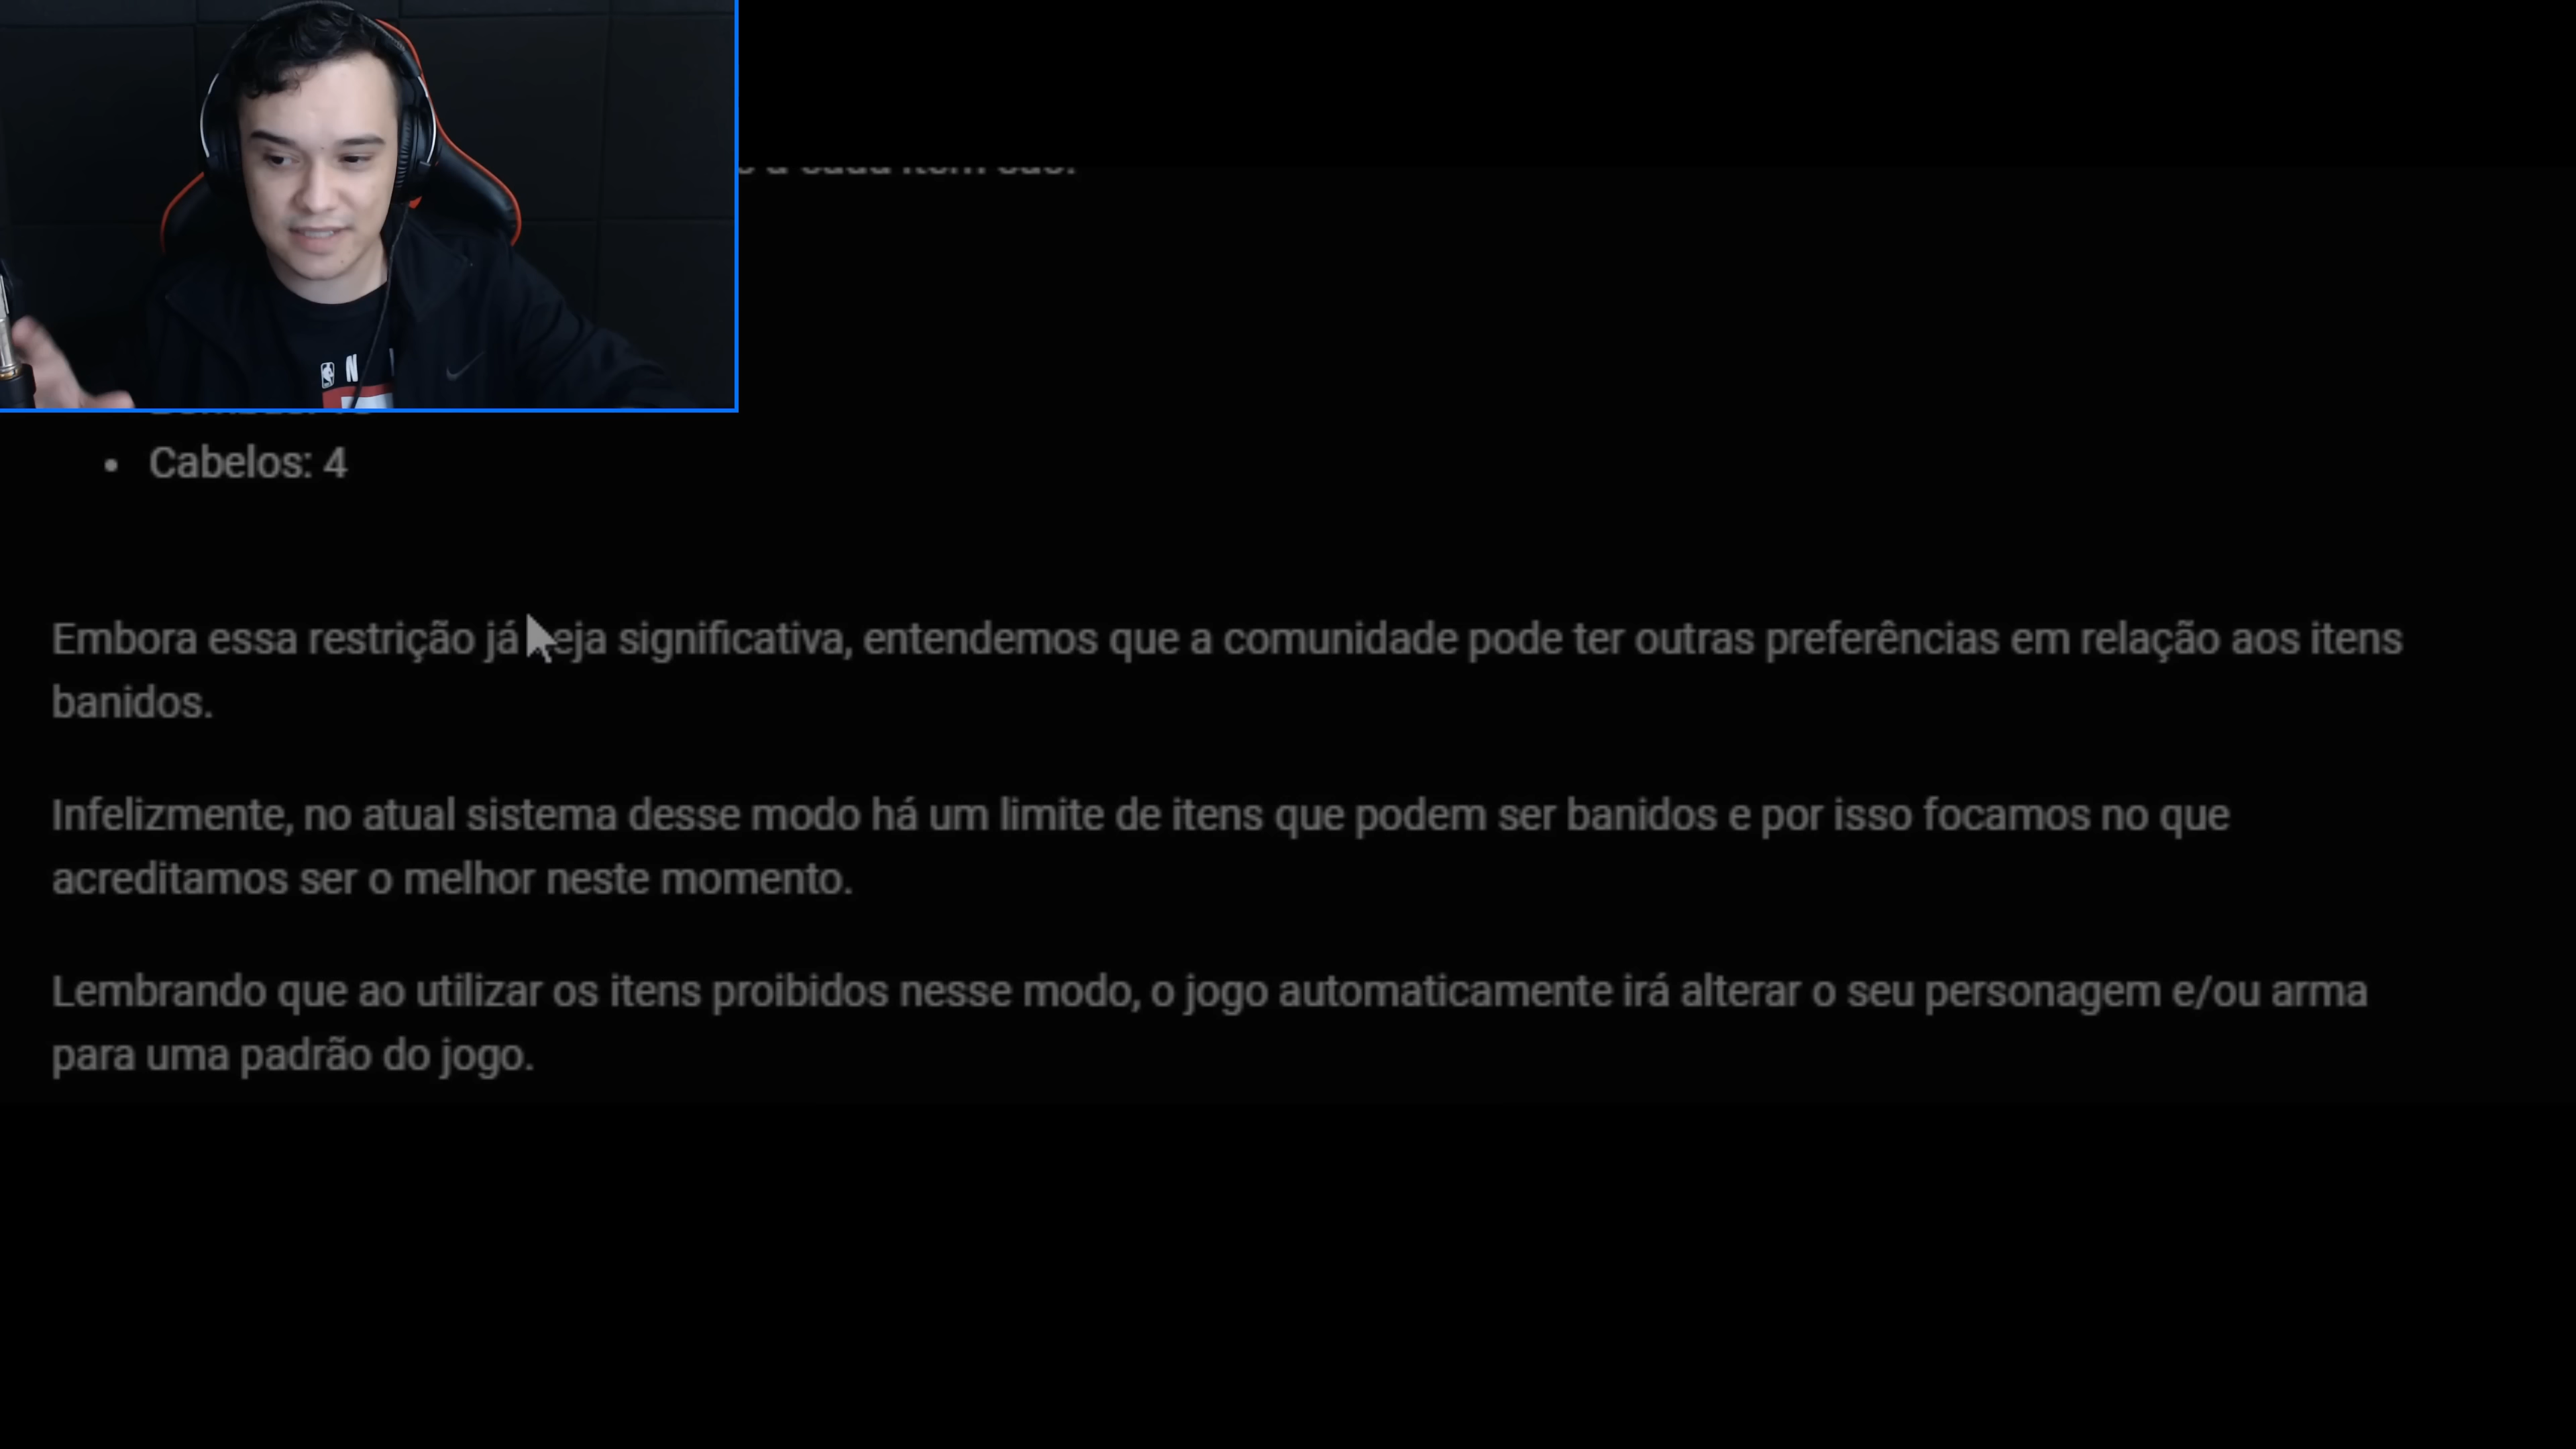 N
• Cabelos: 4
Embora essa restrição já eja significativa, entendemos que a comunidade pode ter outras preferências em relação aos itens
banidos.
Infelizmente, no atual sistema desse modo há um limite de itens que podem ser banidos e por isso focamos no que
acreditamos ser o melhor neste momento.
Lembrando que ao utilizar os itens proibidos nesse modo, o jogo automaticamente irá alterar o seu personagem e/ou arma
para uma padrão do jogo.